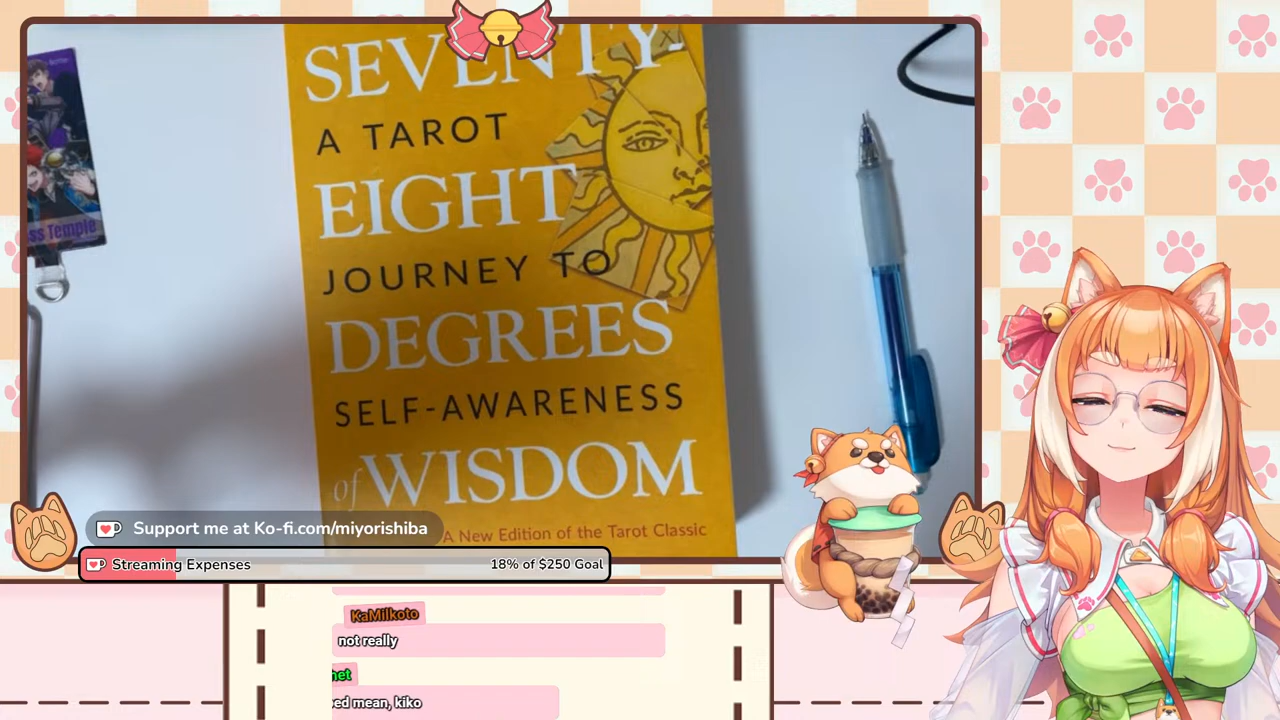 SEVENTY-
A TAROT
EIGHT
JOURNEY TO
DEGREES
SELF-AWARENESS
of WISDOM
A New Edition of the Tarot Classic
ss Temple
Support me at Ko-fi.com/miyorishiba
Streaming Expenses
18% of $250 Goal
KaMilkoto
not really
net
ed mean, kiko